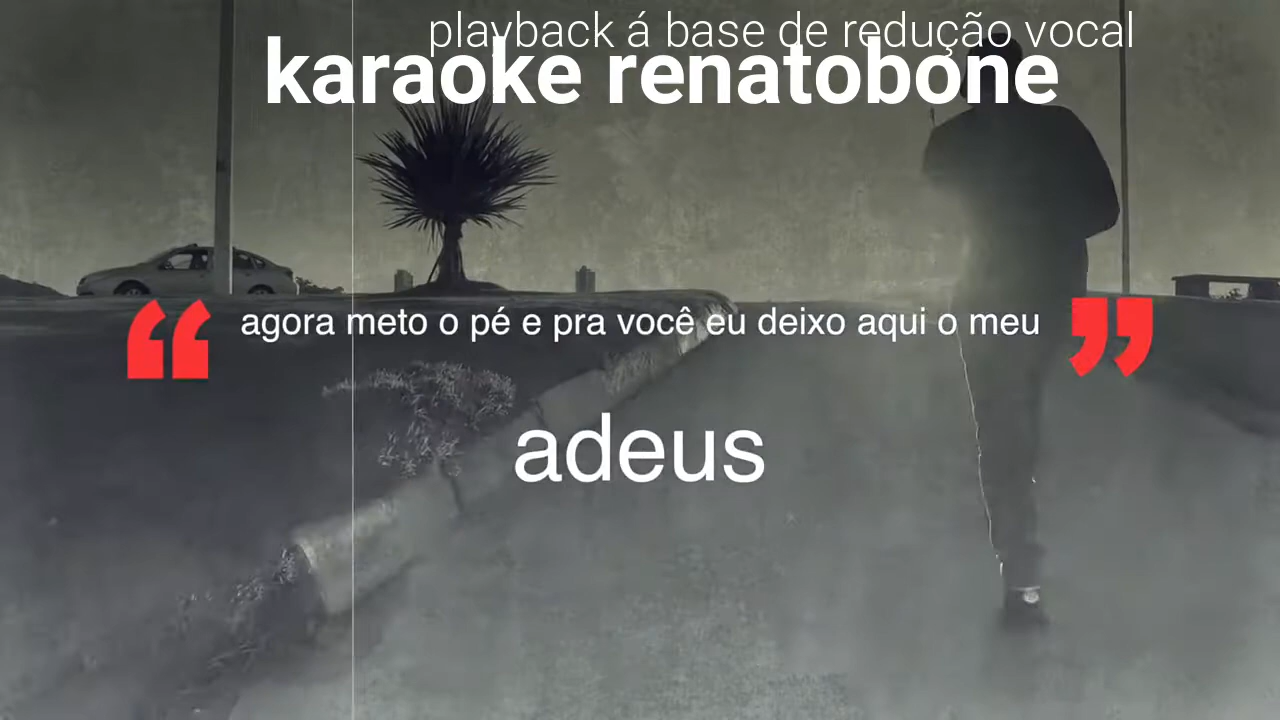 playback á base de redução vocal
karaoke renatobone
“ agora meto o pé e pra você eu deixo aqui o meu ”
adeus